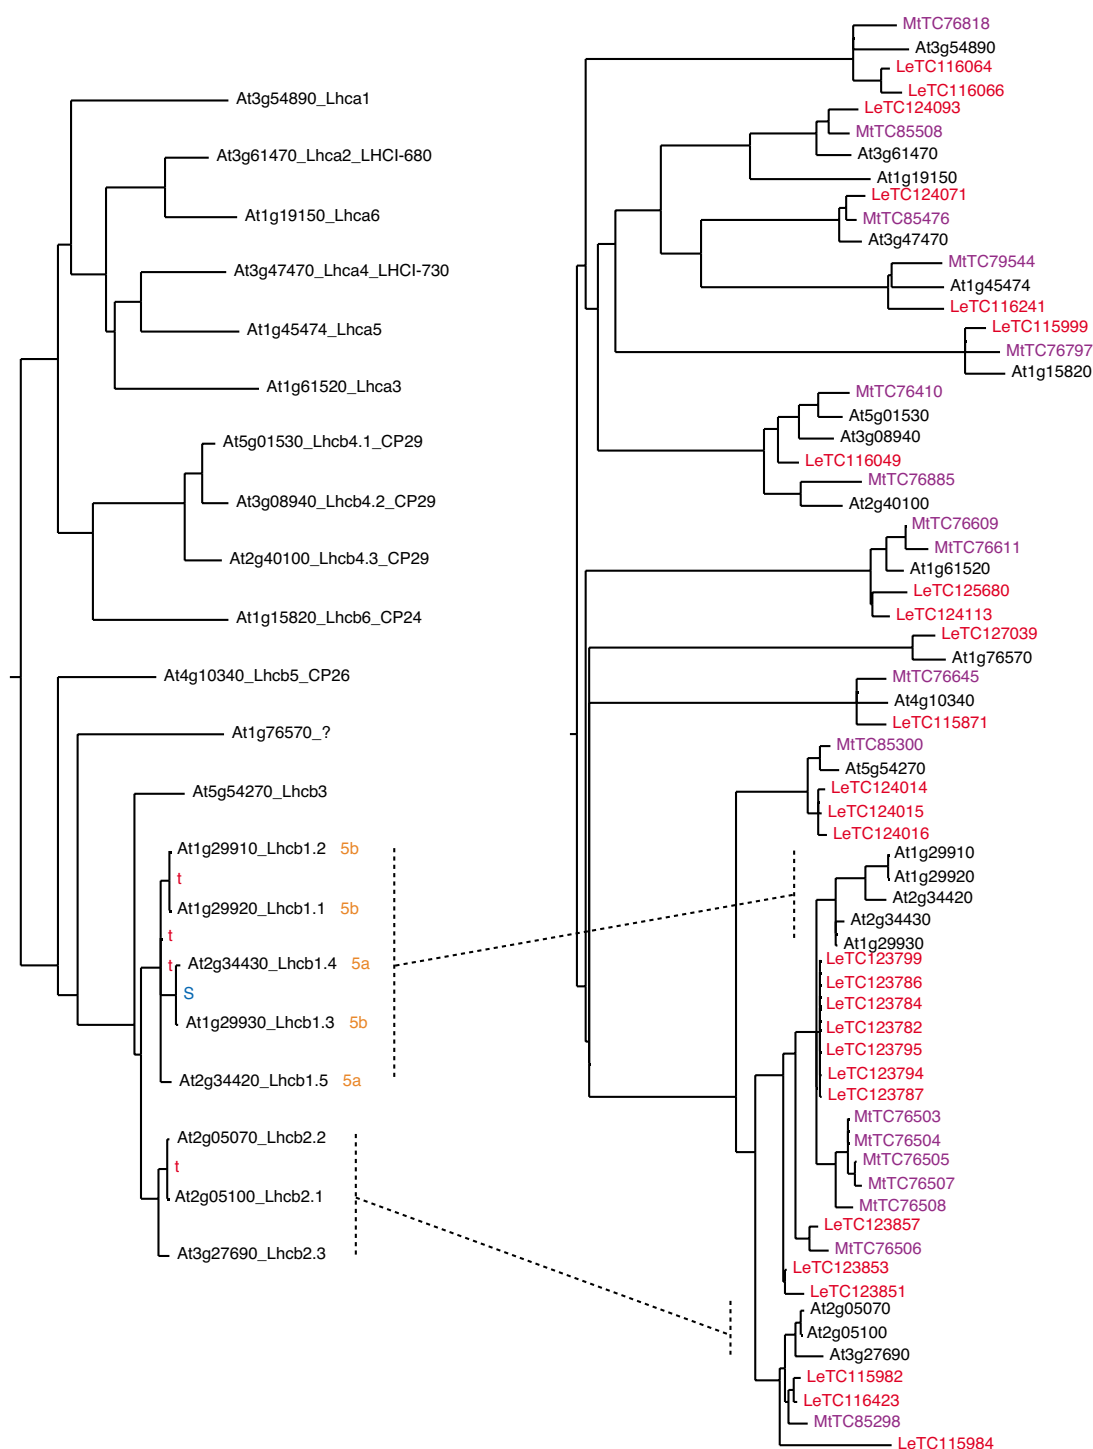 At3g54890_Lhca1
At3g61470_Lhca2_LHCI-680
At1g19150_Lhca6
At3g47470_Lhca4_LHCI-730
At1g45474_Lhca5
At1g61520_Lhca3
At5g01530_Lhcb4.1_CP29
At3g08940_Lhcb4.2_CP29
At2g40100_Lhcb4.3_CP29
At1g15820_Lhcb6_CP24
At4g10340_Lhcb5_CP26
At1g76570_?
At5g54270_Lhcb3
At1g29910_Lhcb1.2 5b
t
At1g29920_Lhcb1.1 5b
t
At2g34430_Lhcb1.4 5a
t
S
At1g29930_Lhcb1.3 5b
At2g34420_Lhcb1.5 5a
At2g05070_Lhcb2.2
t
At2g05100_Lhcb2.1
At3g27690_Lhcb2.3
MtTC76818
At3g54890
LeTC116064
LeTC116066
LeTC124093
MtTC85508
At3g61470
At1g19150
LeTC124071
MtTC85476
At3g47470
MtTC79544
At1g45474
LeTC116241
LeTC115999
MtTC76797
At1g15820
MtTC76410
At5g01530
At3g08940
LeTC116049
MtTC76885
At2g40100
MtTC76609
MtTC76611
At1g61520
LeTC125680
LeTC124113
LeTC127039
At1g76570
MtTC76645
At4g10340
LeTC115871
MtTC85300
At5g54270
LeTC124014
LeTC124015
LeTC124016
At1g29910
At1g29920
At2g34420
At2g34430
At1g29930
LeTC123799
LeTC123786
LeTC123784
LeTC123782
LeTC123795
LeTC123794
LeTC123787
MtTC76503
MtTC76504
MtTC76505
MtTC76507
MtTC76508
LeTC123857
MtTC76506
LeTC123853
LeTC123851
At2g05070
At2g05100
At3g27690
LeTC115982
LeTC116423
MtTC85298
LeTC115984